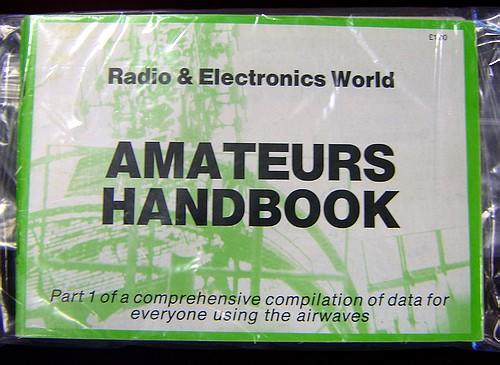 Radio & Electronics World
AMATEURS
HANDBOOK
Part 1 of a comprehensive compilation of data for
everyone using the airwaves